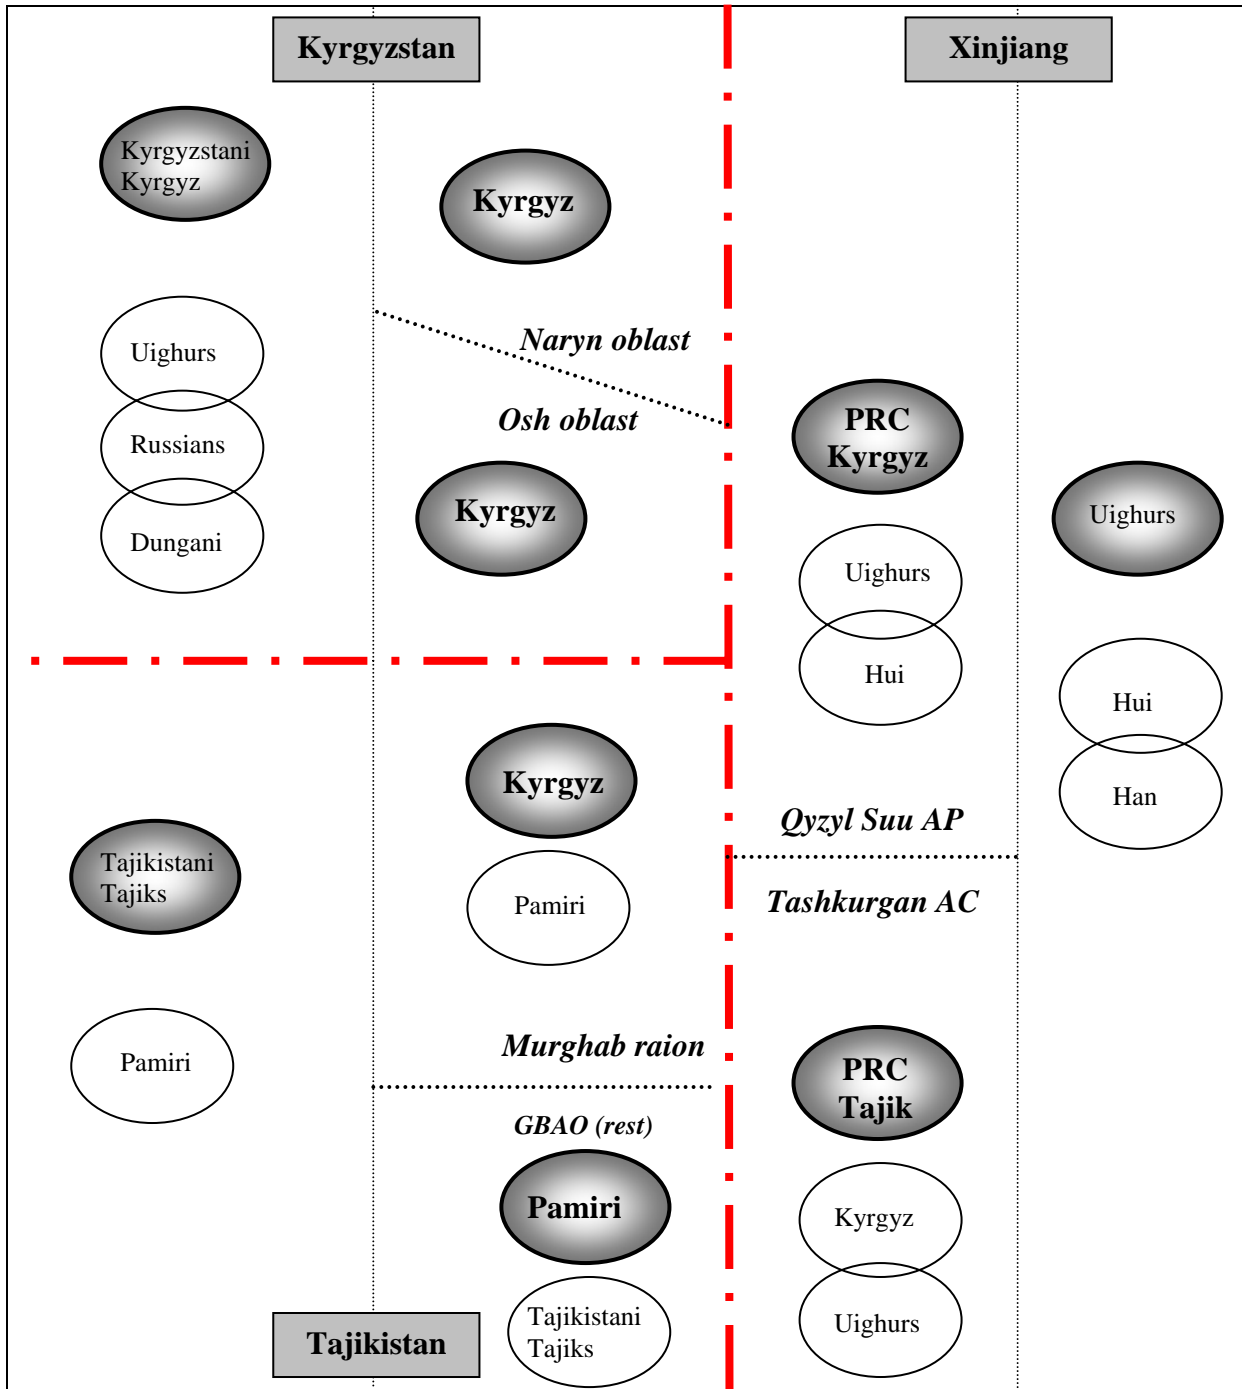 Kyrgyzstan
Xinjiang
Kyrgyzstani
Kyrgyz
Kyrgyz
Uighurs
Russians
Dungani
Naryn oblast
Osh oblast
Kyrgyz
PRC
Kyrgyz
Uighurs
Hui
Uighurs
Hui
Han
Kyrgyz
Pamiri
Tajikistani
Tajiks
Pamiri
Qyzyl Suu AP
Tashkurgan AC
Murghab raion
GBAO (rest)
Pamiri
Tajikistani
Tajiks
PRC
Tajik
Kyrgyz
Uighurs
Tajikistan